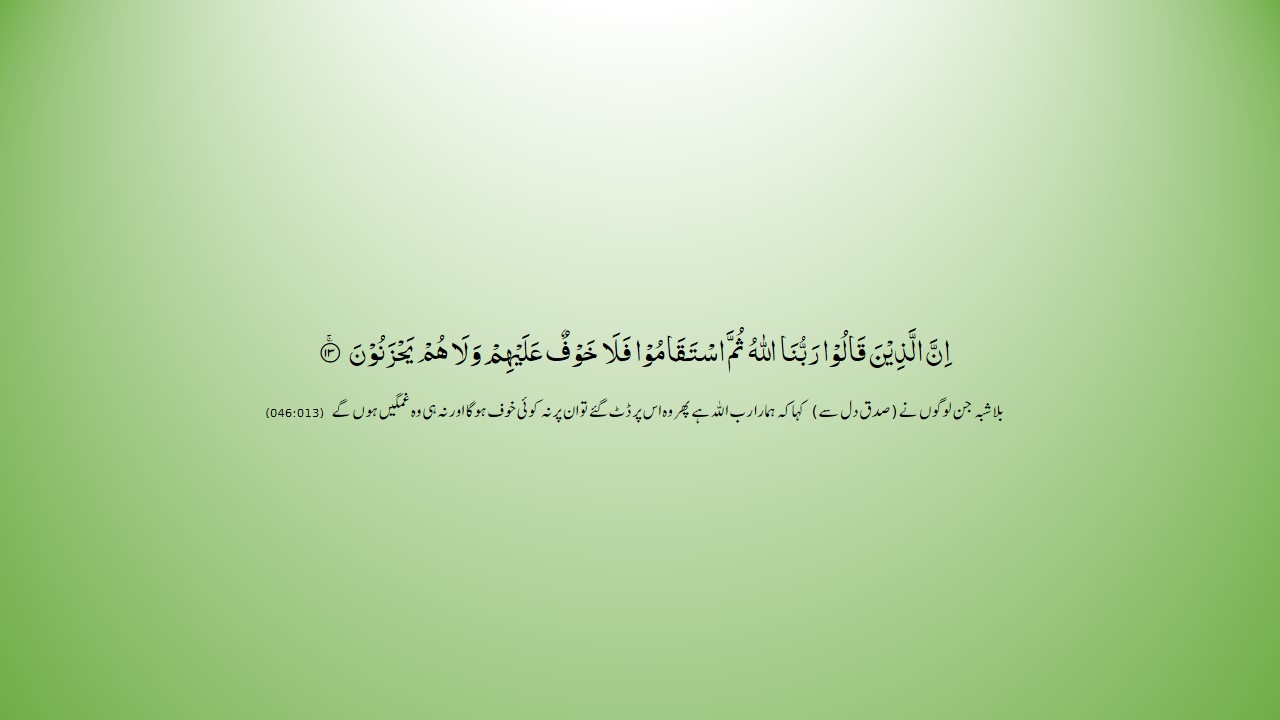 اِنَّ الَّذِيْنَ قَالُوْا رَبُّنَا اللّٰهُ ثُمَّ اسْتَقَامُوْا فَلَا خَوْفٌ عَلَيْهِمْ وَلَا هُمْ يَحْزَنُوْنَ ۚ‏﴿۱۳﴾
بلاشبہ جن لوگوں نے (صدق دل سے) کہا کہ ہمارا رب اللہ ہے پھر وہ اس پر ڈٹ گئے تو ان پر نہ کوئی خوف ہو گا اور نہ ہی وہ غمگیں ہوں گے (046:013)